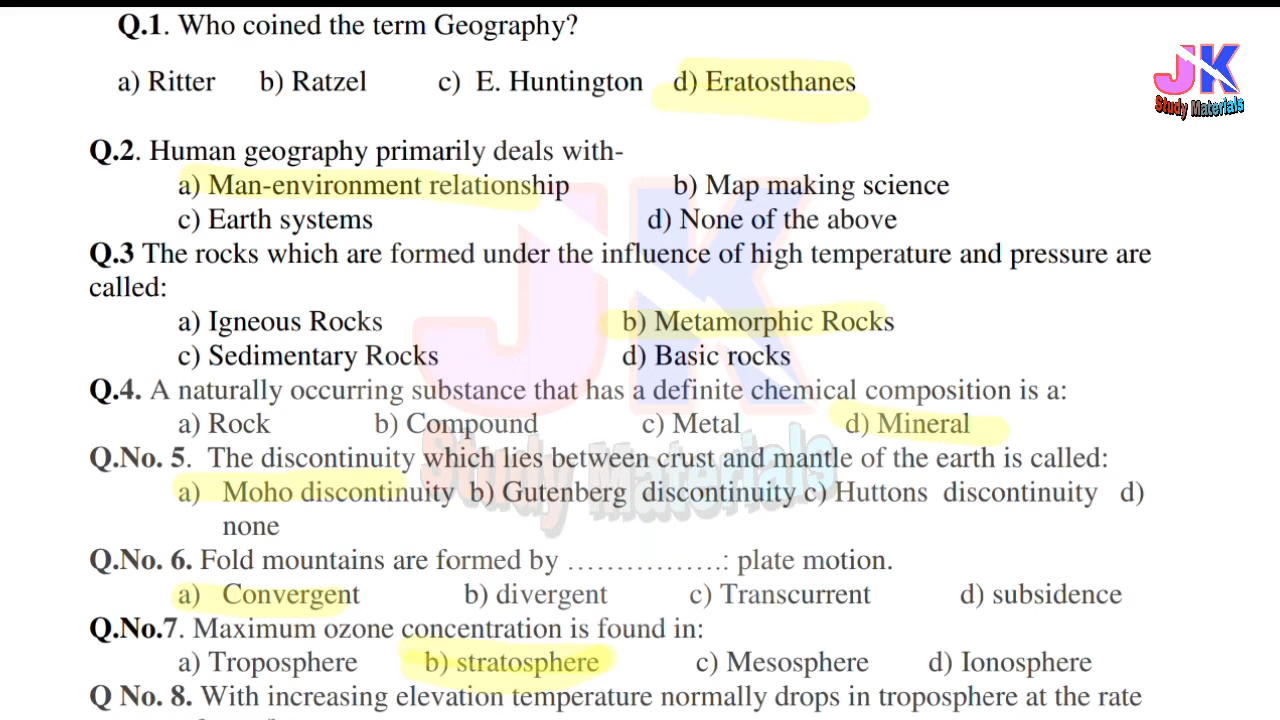 Q.1. Who coined the term Geography?
a) Ritter b) Ratzel c) E. Huntington d) Eratosthanes
JK
Study Materials
Q.2. Human geography primarily deals with-
a) Man-environment relationship b) Map making science
c) Earth systems d) None of the above
Q.3 The rocks which are formed under the influence of high temperature and pressure are
called:
a) Igneous Rocks b) Metamorphic Rocks
c) Sedimentary Rocks d) Basic rocks
Q.4. A naturally occurring substance that has a definite chemical composition is a:
a) Rock b) Compound c) Metal d) Mineral
Q.No. 5. The discontinuity which lies between crust and mantle of the earth is called:
a) Moho discontinuity b) Gutenberg discontinuity c) Huttons discontinuity d)
none
Q.No. 6. Fold mountains are formed by …………….: plate motion.
a) Convergent b) divergent c) Transcurrent d) subsidence
Q.No.7. Maximum ozone concentration is found in:
a) Troposphere b) stratosphere c) Mesosphere d) Ionosphere
Q No. 8. With increasing elevation temperature normally drops in troposphere at the rate
JK
Study Materials